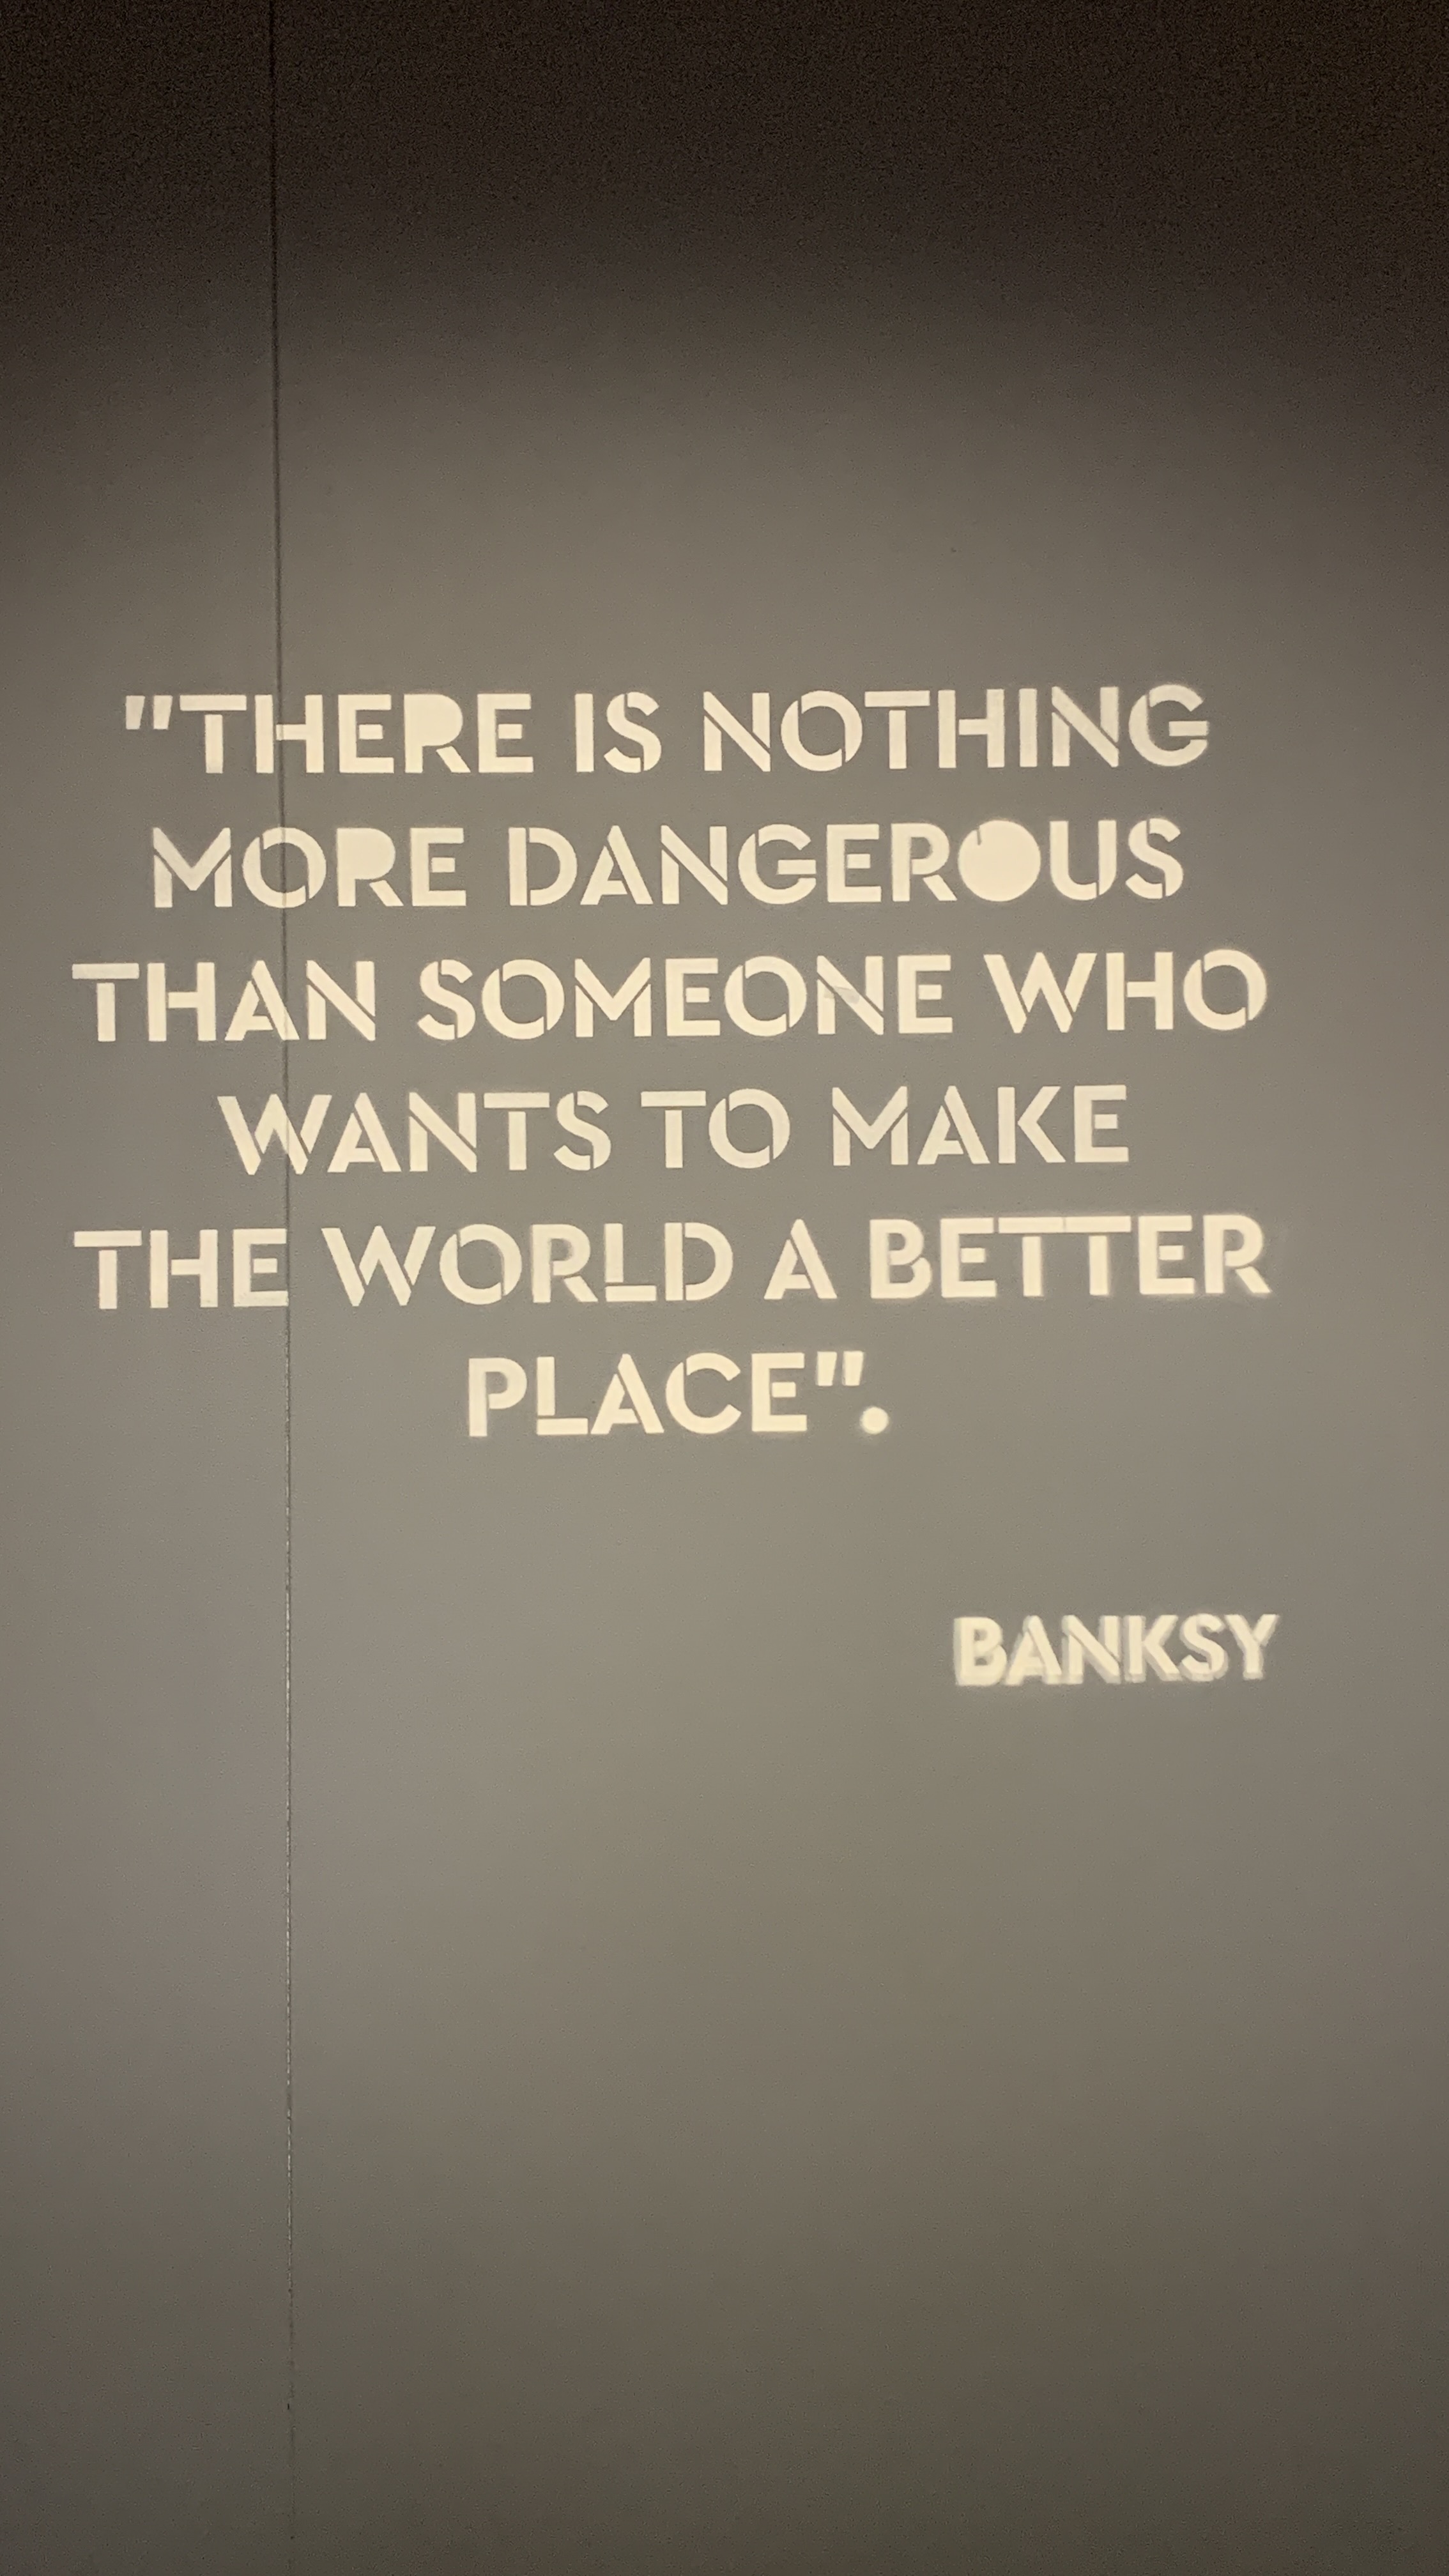 "THERE IS NOTHING
MORE DANGEROUS
THAN SOMEONE WHO
WANTS TO MAKE
THE WORLD A BETTER
PLACE".
BANKSY